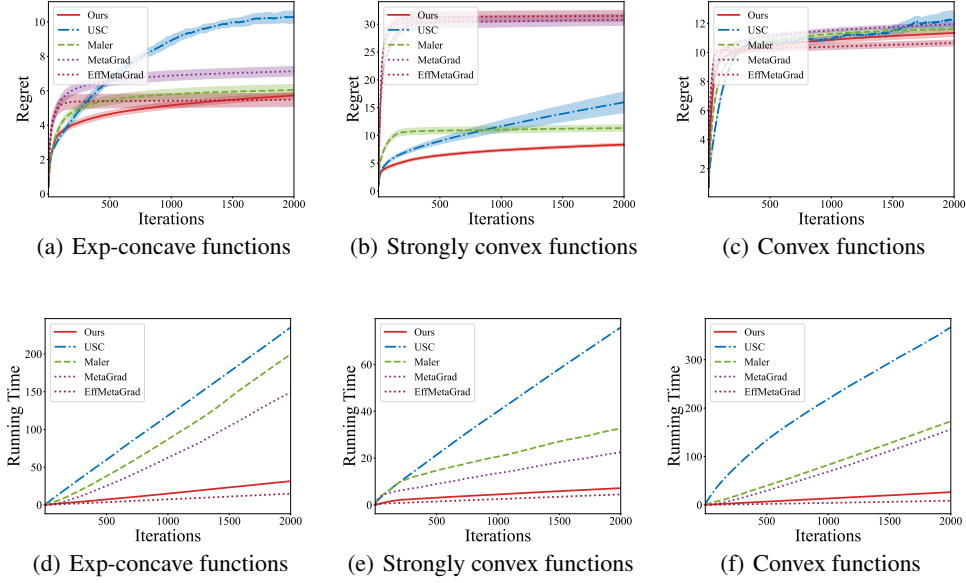 Ours
USC
Maler
MetaGrad
EffMetaGrad
Regret
10
8
6
4
2
0
500
1000
1500
2000
Iterations
(a) Exp-concave functions
Ours
USC
Maler
MetaGrad
EffMetaGrad
Regret
30
25
20
15
10
5
0
500
1000
1500
2000
Iterations
(b) Strongly convex functions
Ours
USC
Maler
MetaGrad
EffMetaGrad
Regret
12
10
8
6
4
2
500
1000
1500
2000
Iterations
(c) Convex functions
Ours
USC
Maler
MetaGrad
EffMetaGrad
Running Time
200
150
100
50
0
500
1000
1500
2000
Iterations
(d) Exp-concave functions
Ours
USC
Maler
MetaGrad
EffMetaGrad
Running Time
60
40
20
0
500
1000
1500
2000
Iterations
(e) Strongly convex functions
Ours
USC
Maler
MetaGrad
EffMetaGrad
Running Time
300
200
100
0
500
1000
1500
2000
Iterations
(f) Convex functions